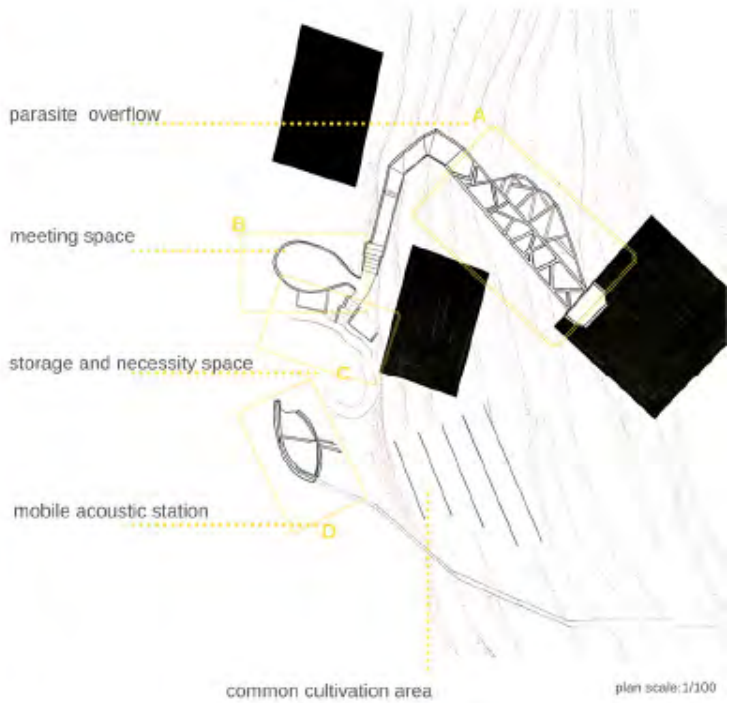 parasite overflow
A
B
meeting space
storage and necessity space
C
mobile acoustic station
D
common cultivation area
plan scale:1/100